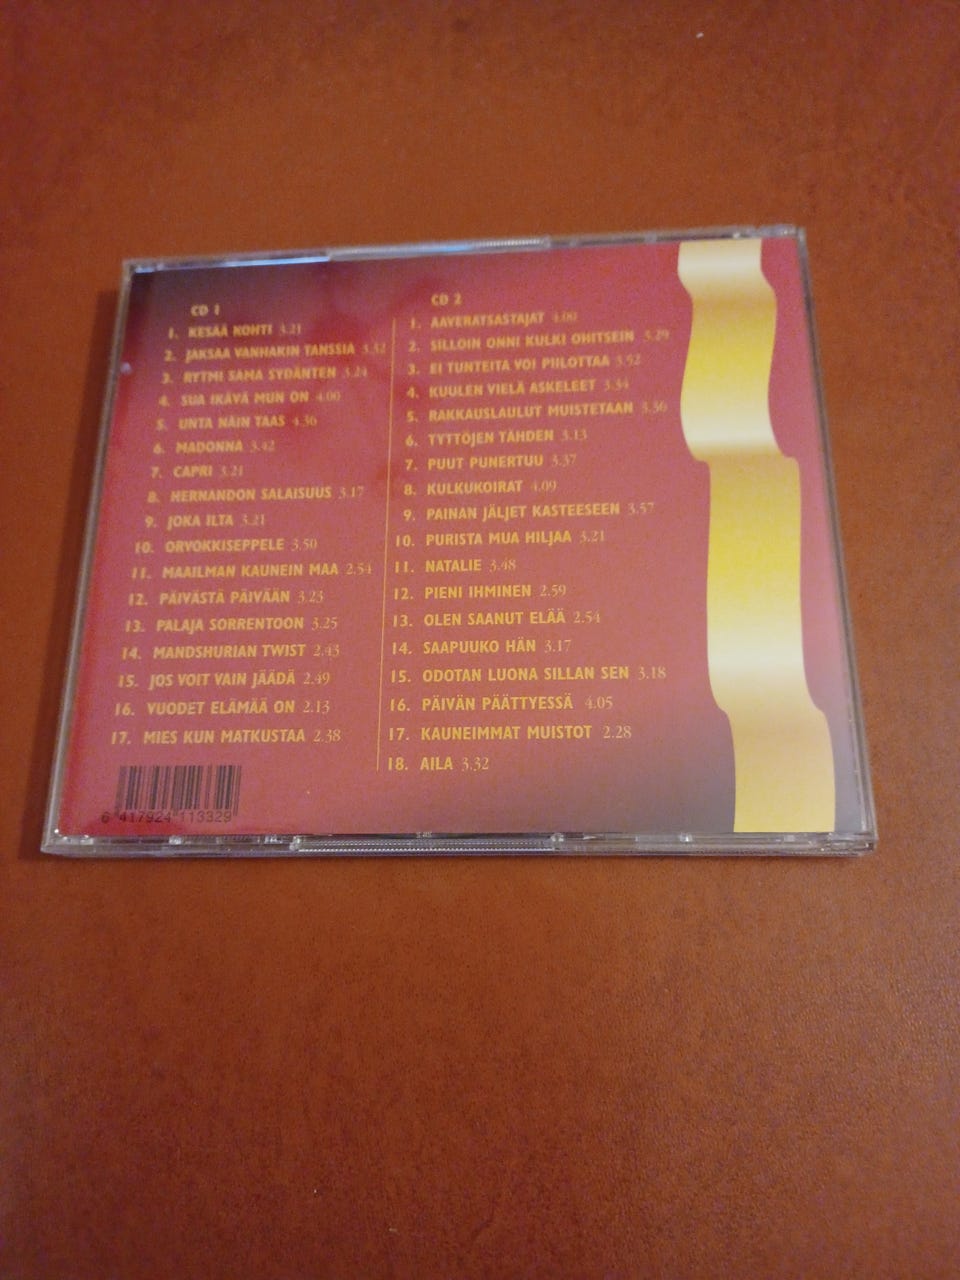 CD 1
1. KESÄÄ KOHTI 3.21
2. JAKSAA VANHAKIN TANSSIA 3.32
3. RYTMI SAMA SYDÄNTEN 3.24
4. SUA IKÄVÄ MUN ON 4.00
5. UNTA NÄIN TAAS 4.36
6. MADONNA 3.42
7. CAPRI 3.21
8. HERNANDON SALAISUUS 3.17
9. JOKA ILTA 3.21
10. ORVOKKISEPPELE 3.50
11. MAAILMAN KAUNEIN MAA 2.54
12. PÄIVÄSTÄ PÄIVÄÄN 3.23
13. PALAJA SORRENTOON 3.25
14. MANDSHURIAN TWIST 2.43
15. JOS VOIT VAIN JÄÄDÄ 2.49
16. VUODET ELÄMÄÄ ON 2.13
17. MIES KUN MATKUSTAA 2.38
6 417924 113329
CD 2
1. AAVERATSASTAJAT 4.00
2. SILLOIN ONNI KULKI OHITSEIN 3.29
3. EI TUNTEITA VOI PIILOTTAA 3.52
4. KUULEN VIELÄ ASKELEET 3.34
5. RAKKAUSLAULUT MUISTETAAN 3.36
6. TYTTÖJEN TÄHDEN 3.13
7. PUUT PUNERTUU 3.37
8. KULKUKOIRAT 4.09
9. PAINAN JÄLJET KASTEESEEN 3.57
10. PURISTA MUA HILJAA 3.21
11. NATALIE 3.48
12. PIENI IHMINEN 2.59
13. OLEN SAANUT ELÄÄ 2.54
14. SAAPUUKO HÄN 3.17
15. ODOTAN LUONA SILLAN SEN 3.18
16. PÄIVÄN PÄÄTTYESSÄ 4.05
17. KAUNEIMMAT MUISTOT 2.28
18. AILA 3.32